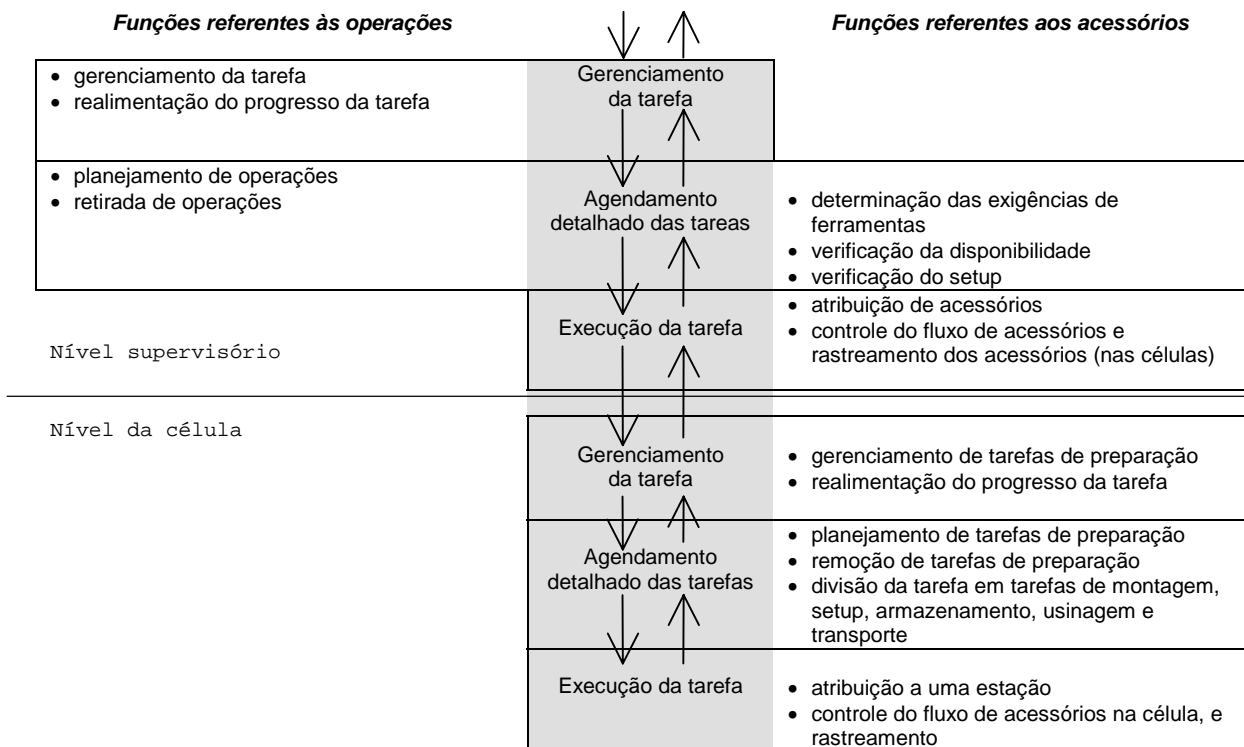 Funções referentes às operações
Funções referentes aos acessórios
• gerenciamento da tarefa
• realimentação do progresso da tarefa
Gerenciamento
da tarefa
• planejamento de operações
• retirada de operações
Agendamento
detalhado das tareas
• determinação das exigências de
ferramentas
• verificação da disponibilidade
• verificação do setup
Nível supervisório
Execução da tarefa
• atribuição de acessórios
• controle do fluxo de acessórios e
rastreamento dos acessórios (nas células)
Nível da célula
Gerenciamento
da tarefa
• gerenciamento de tarefas de preparação
• realimentação do progresso da tarefa
Agendamento
detalhado das tarefas
• planejamento de tarefas de preparação
• remoção de tarefas de preparação
• divisão da tarefa em tarefas de montagem,
setup, armazenamento, usinagem e
transporte
Execução da tarefa
• atribuição a uma estação
• controle do fluxo de acessórios na célula, e
rastreamento